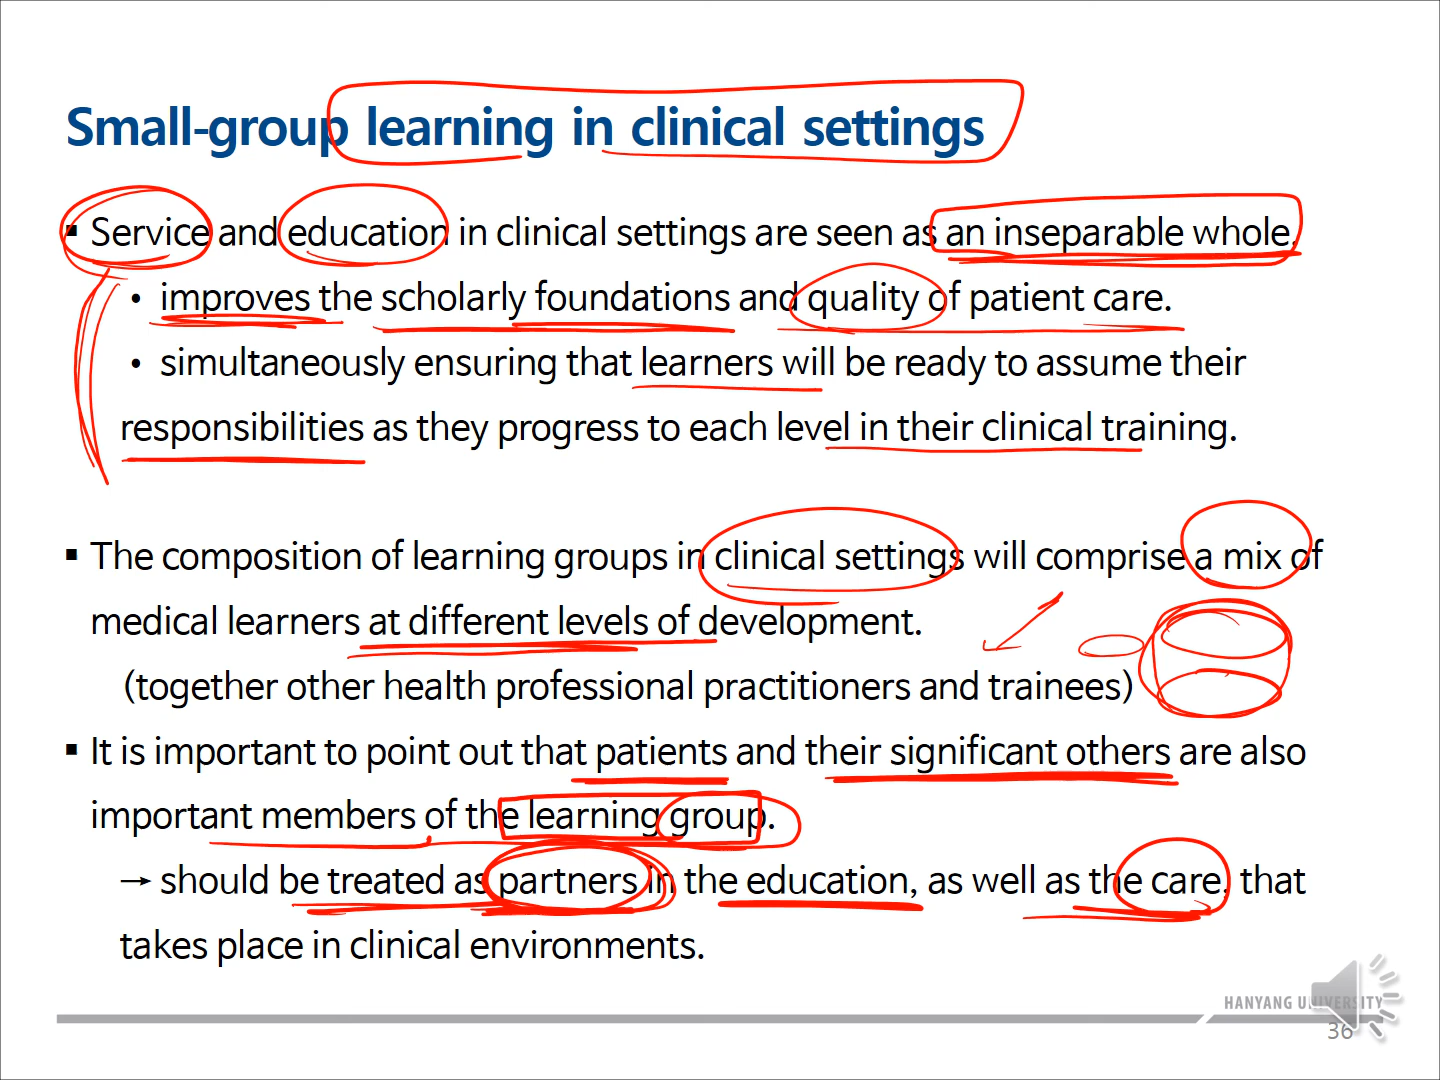 Small-group learning in clinical settings
▪ Service and education in clinical settings are seen as an inseparable whole.
• improves the scholarly foundations and quality of patient care.
• simultaneously ensuring that learners will be ready to assume their
responsibilities as they progress to each level in their clinical training.
▪ The composition of learning groups in clinical settings will comprise a mix of
medical learners at different levels of development.
(together other health professional practitioners and trainees)
▪ It is important to point out that patients and their significant others are also
important members of the learning group.
→ should be treated as partners in the education, as well as the care, that
takes place in clinical environments.
HANYANG UNIVERSITY
36